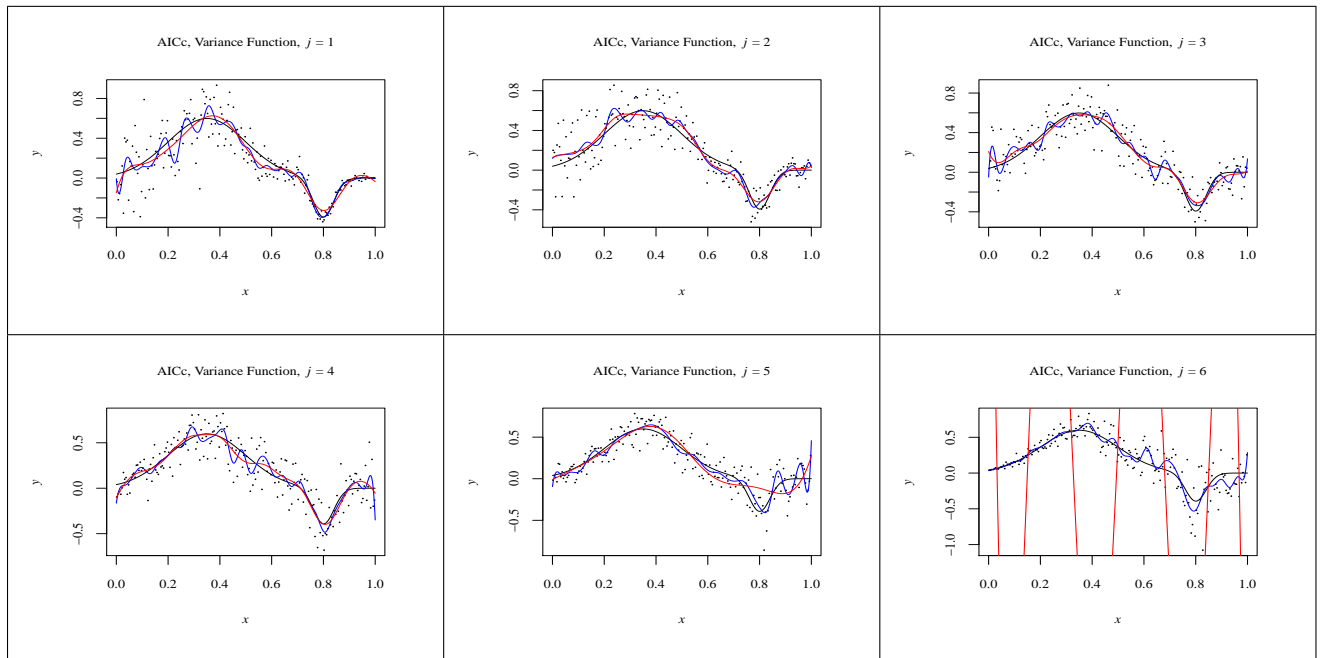 AICc, Variance Function, j = 1
0.8
0.4
0.0
−0.4
y
0.0 0.2 0.4 0.6 0.8 1.0
x
AICc, Variance Function, j = 2
0.8
0.4
0.0
−0.4
y
0.0 0.2 0.4 0.6 0.8 1.0
x
AICc, Variance Function, j = 3
0.8
0.4
0.0
−0.4
y
0.0 0.2 0.4 0.6 0.8 1.0
x
AICc, Variance Function, j = 4
0.5
0.0
−0.5
y
0.0 0.2 0.4 0.6 0.8 1.0
x
AICc, Variance Function, j = 5
0.5
0.0
−0.5
y
0.0 0.2 0.4 0.6 0.8 1.0
x
AICc, Variance Function, j = 6
0.5
0.0
−0.5
−1.0
y
0.0 0.2 0.4 0.6 0.8 1.0
x